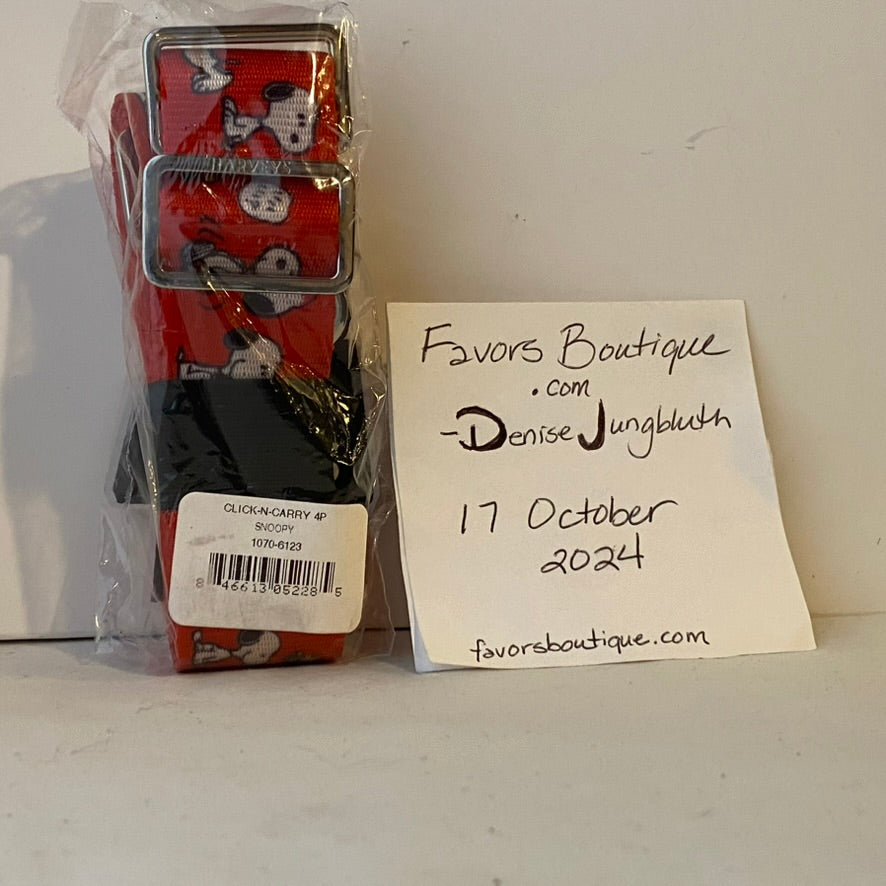 HARVEYS
CLICK-N-CARRY 4P
SNOOPY
1070-6123
8 46613 05228 5
Favors Boutique
.com
-Denise Jungbluth
17 October
2024
favorsboutique.com